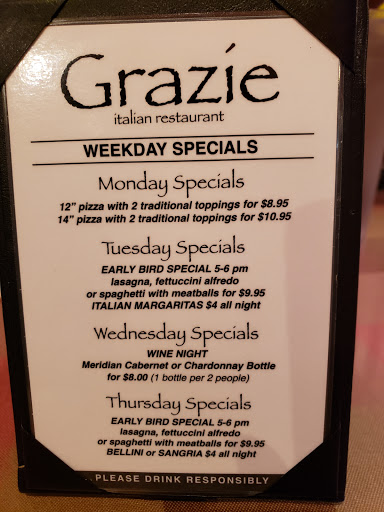 Grazie
italian restaurant
WEEKDAY SPECIALS
Monday Specials
12" pizza with 2 traditional toppings for $8.95
14" pizza with 2 traditional toppings for $10.95
Tuesday Specials
EARLY BIRD SPECIAL 5-6 pm
lasagna, fettuccini alfredo
or spaghetti with meatballs for $9.95
ITALIAN MARGARITAS $4 all night
Wednesday Specials
WINE NIGHT
Meridian Cabernet or Chardonnay Bottle
for $8.00 (1 bottle per 2 people)
Thursday Specials
EARLY BIRD SPECIAL 5-6 pm
lasagna, fettuccini alfredo
or spaghetti with meatballs for $9.95
BELLINI or SANGRIA $4 all night
PLEASE DRINK RESPONSIBLY